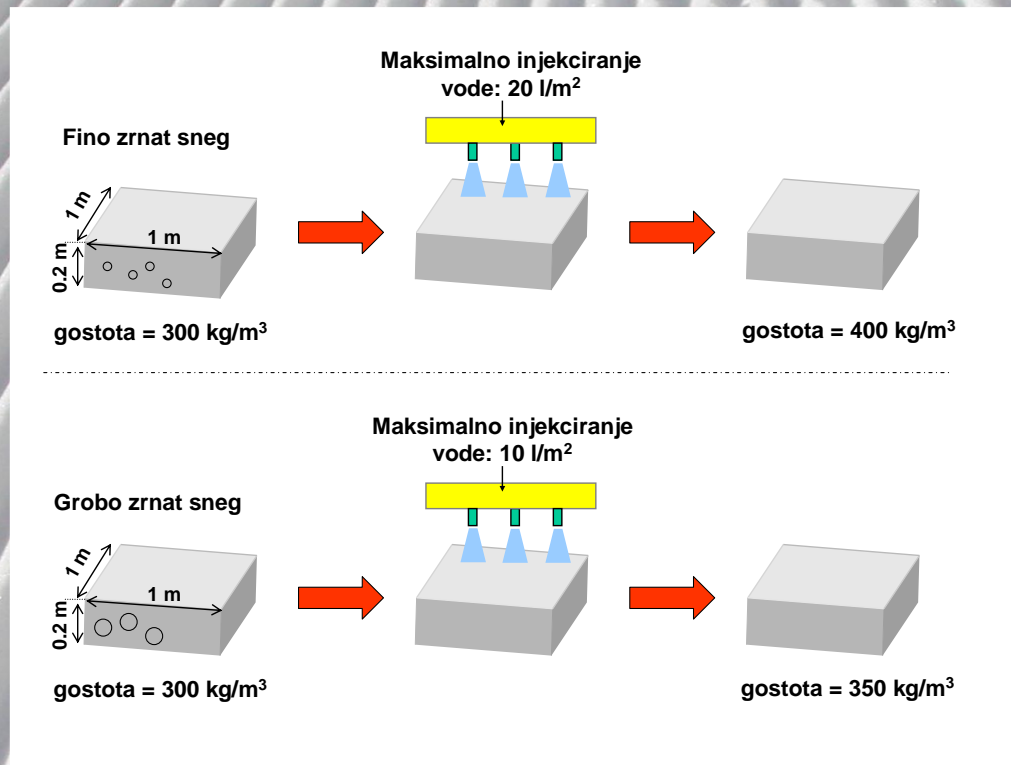 Maksimalno injekciranje
vode: 20 l/m²
Fino zrnat sneg
1 m
1 m
0.2 m
gostota = 300 kg/m³
gostota = 400 kg/m³
Maksimalno injekciranje
vode: 10 l/m²
Grobo zrnat sneg
1 m
1 m
0.2 m
gostota = 300 kg/m³
gostota = 350 kg/m³